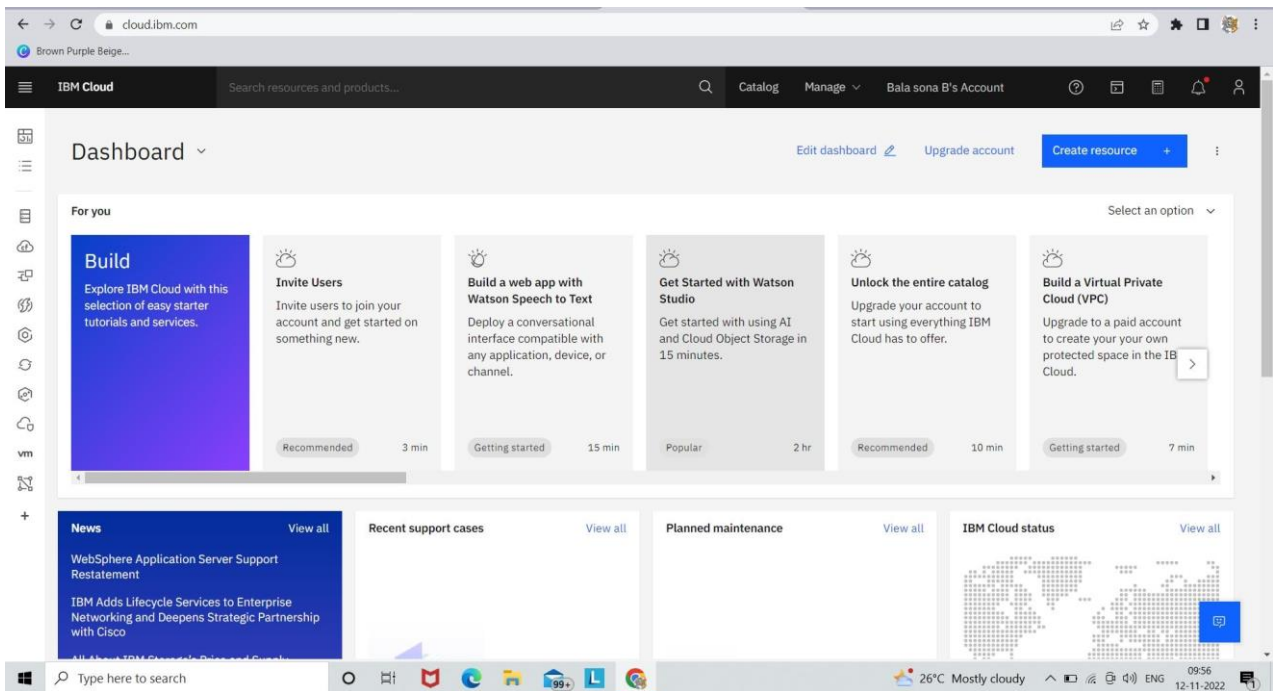 cloud.ibm.com
Brown Purple Beige...
IBM Cloud
Search resources and products...
Catalog
Manage
Bala sona B's Account
Dashboard
Edit dashboard
Upgrade account
Create resource +
For you
Select an option
Build
Explore IBM Cloud with this
selection of easy starter
tutorials and services.
Invite Users
Invite users to join your
account and get started on
something new.
Recommended
3 min
Build a web app with
Watson Speech to Text
Deploy a conversational
interface compatible with
any application, device, or
channel.
Getting started
15 min
Get Started with Watson
Studio
Get started with using AI
and Cloud Object Storage in
15 minutes.
Popular
2 hr
Unlock the entire catalog
Upgrade your account to
start using everything IBM
Cloud has to offer.
Recommended
10 min
Build a Virtual Private
Cloud (VPC)
Upgrade to a paid account
to create your your own
protected space in the IB
Cloud.
Getting started
7 min
vm
News
View all
WebSphere Application Server Support
Restatement
IBM Adds Lifecycle Services to Enterprise
Networking and Deepens Strategic Partnership
with Cisco
All About IBM Storage's Price and Supply
Recent support cases
View all
Planned maintenance
View all
IBM Cloud status
View all
Type here to search
99+
L
26°C Mostly cloudy
ENG
09:56
12-11-2022
1